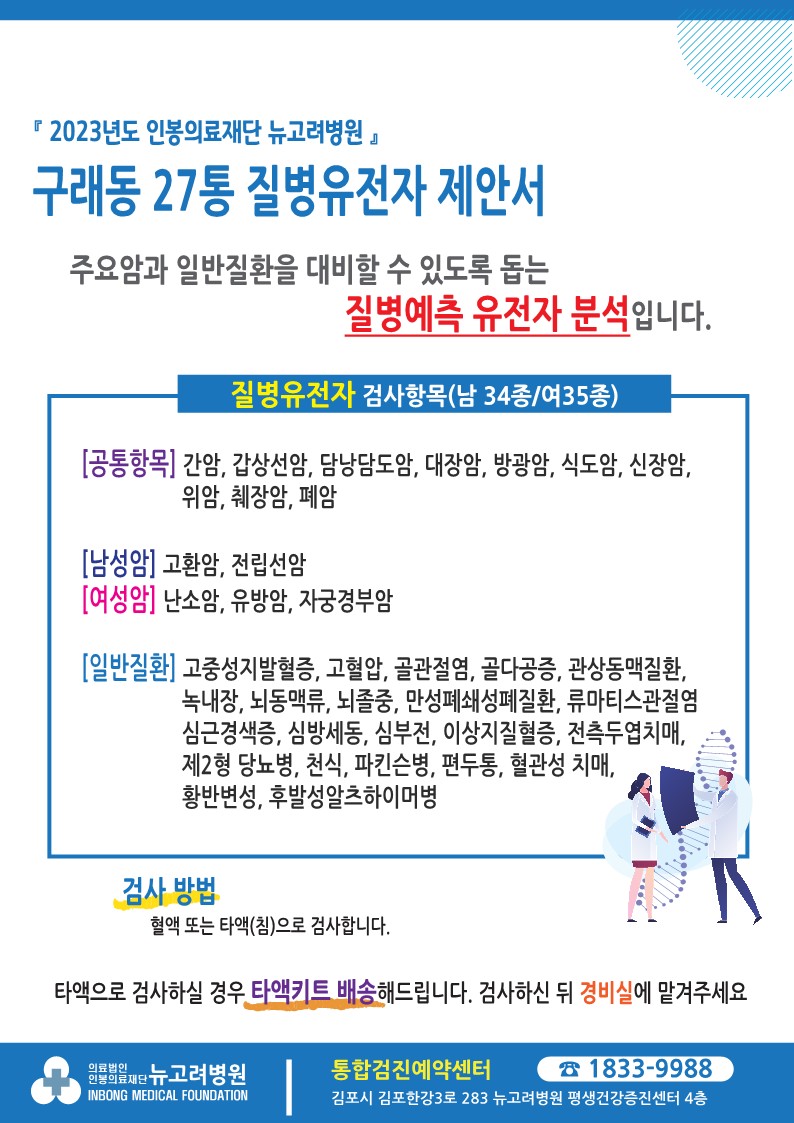 『 2023년도 인봉의료재단 뉴고려병원 』
구래동 27통 질병유전자 제안서
주요암과 일반질환을 대비할 수 있도록 돕는
질병예측 유전자 분석입니다.
질병유전자 검사항목(남 34종/여35종)
[공통항목] 간암, 갑상선암, 담낭담도암, 대장암, 방광암, 식도암, 신장암,
위암, 췌장암, 폐암
[남성암] 고환암, 전립선암
[여성암] 난소암, 유방암, 자궁경부암
[일반질환] 고중성지발혈증, 고혈압, 골관절염, 골다공증, 관상동맥질환,
녹내장, 뇌동맥류, 뇌졸중, 만성폐쇄성폐질환, 류마티스관절염
심근경색증, 심방세동, 심부전, 이상지질혈증, 전측두엽치매,
제2형 당뇨병, 천식, 파킨슨병, 편두통, 혈관성 치매,
황반변성, 후발성알츠하이머병
검사 방법
혈액 또는 타액(침)으로 검사합니다.
타액으로 검사하실 경우 타액키트 배송해드립니다. 검사하신 뒤 경비실에 맡겨주세요
의료법인
인봉의료재단 뉴고려병원
INBONG MEDICAL FOUNDATION
통합검진예약센터 ☎ 1833-9988
김포시 김포한강3로 283 뉴고려병원 평생건강증진센터 4층